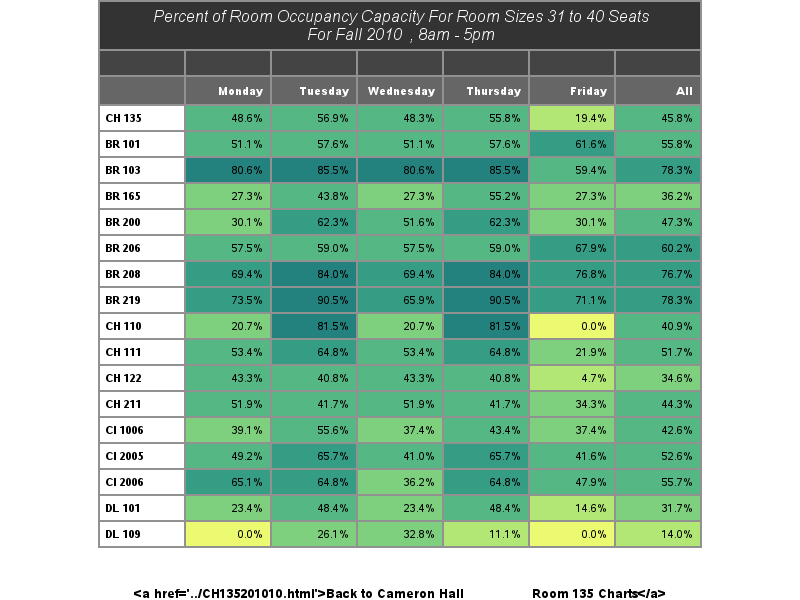 Percent of Room Occupancy Capacity For Room Sizes 31 to 40 Seats
For Fall 2010 , 8am - 5pm
Monday Tuesday Wednesday Thursday Friday All
CH 135 48.6% 56.9% 48.3% 55.8% 19.4% 45.8%
BR 101 51.1% 57.6% 51.1% 57.6% 61.6% 55.8%
BR 103 80.6% 85.5% 80.6% 85.5% 59.4% 78.3%
BR 165 27.3% 43.8% 27.3% 55.2% 27.3% 36.2%
BR 200 30.1% 62.3% 51.6% 62.3% 30.1% 47.3%
BR 206 57.5% 59.0% 57.5% 59.0% 67.9% 60.2%
BR 208 69.4% 84.0% 69.4% 84.0% 76.8% 76.7%
BR 219 73.5% 90.5% 65.9% 90.5% 71.1% 78.3%
CH 110 20.7% 81.5% 20.7% 81.5% 0.0% 40.9%
CH 111 53.4% 64.8% 53.4% 64.8% 21.9% 51.7%
CH 122 43.3% 40.8% 43.3% 40.8% 4.7% 34.6%
CH 211 51.9% 41.7% 51.9% 41.7% 34.3% 44.3%
CI 1006 39.1% 55.6% 37.4% 43.4% 37.4% 42.6%
CI 2005 49.2% 65.7% 41.0% 65.7% 41.6% 52.6%
CI 2006 65.1% 64.8% 36.2% 64.8% 47.9% 55.7%
DL 101 23.4% 48.4% 23.4% 48.4% 14.6% 31.7%
DL 109 0.0% 26.1% 32.8% 11.1% 0.0% 14.0%
<a href='../CH135201010.html'>Back to Cameron Hall Room 135 Charts</a>